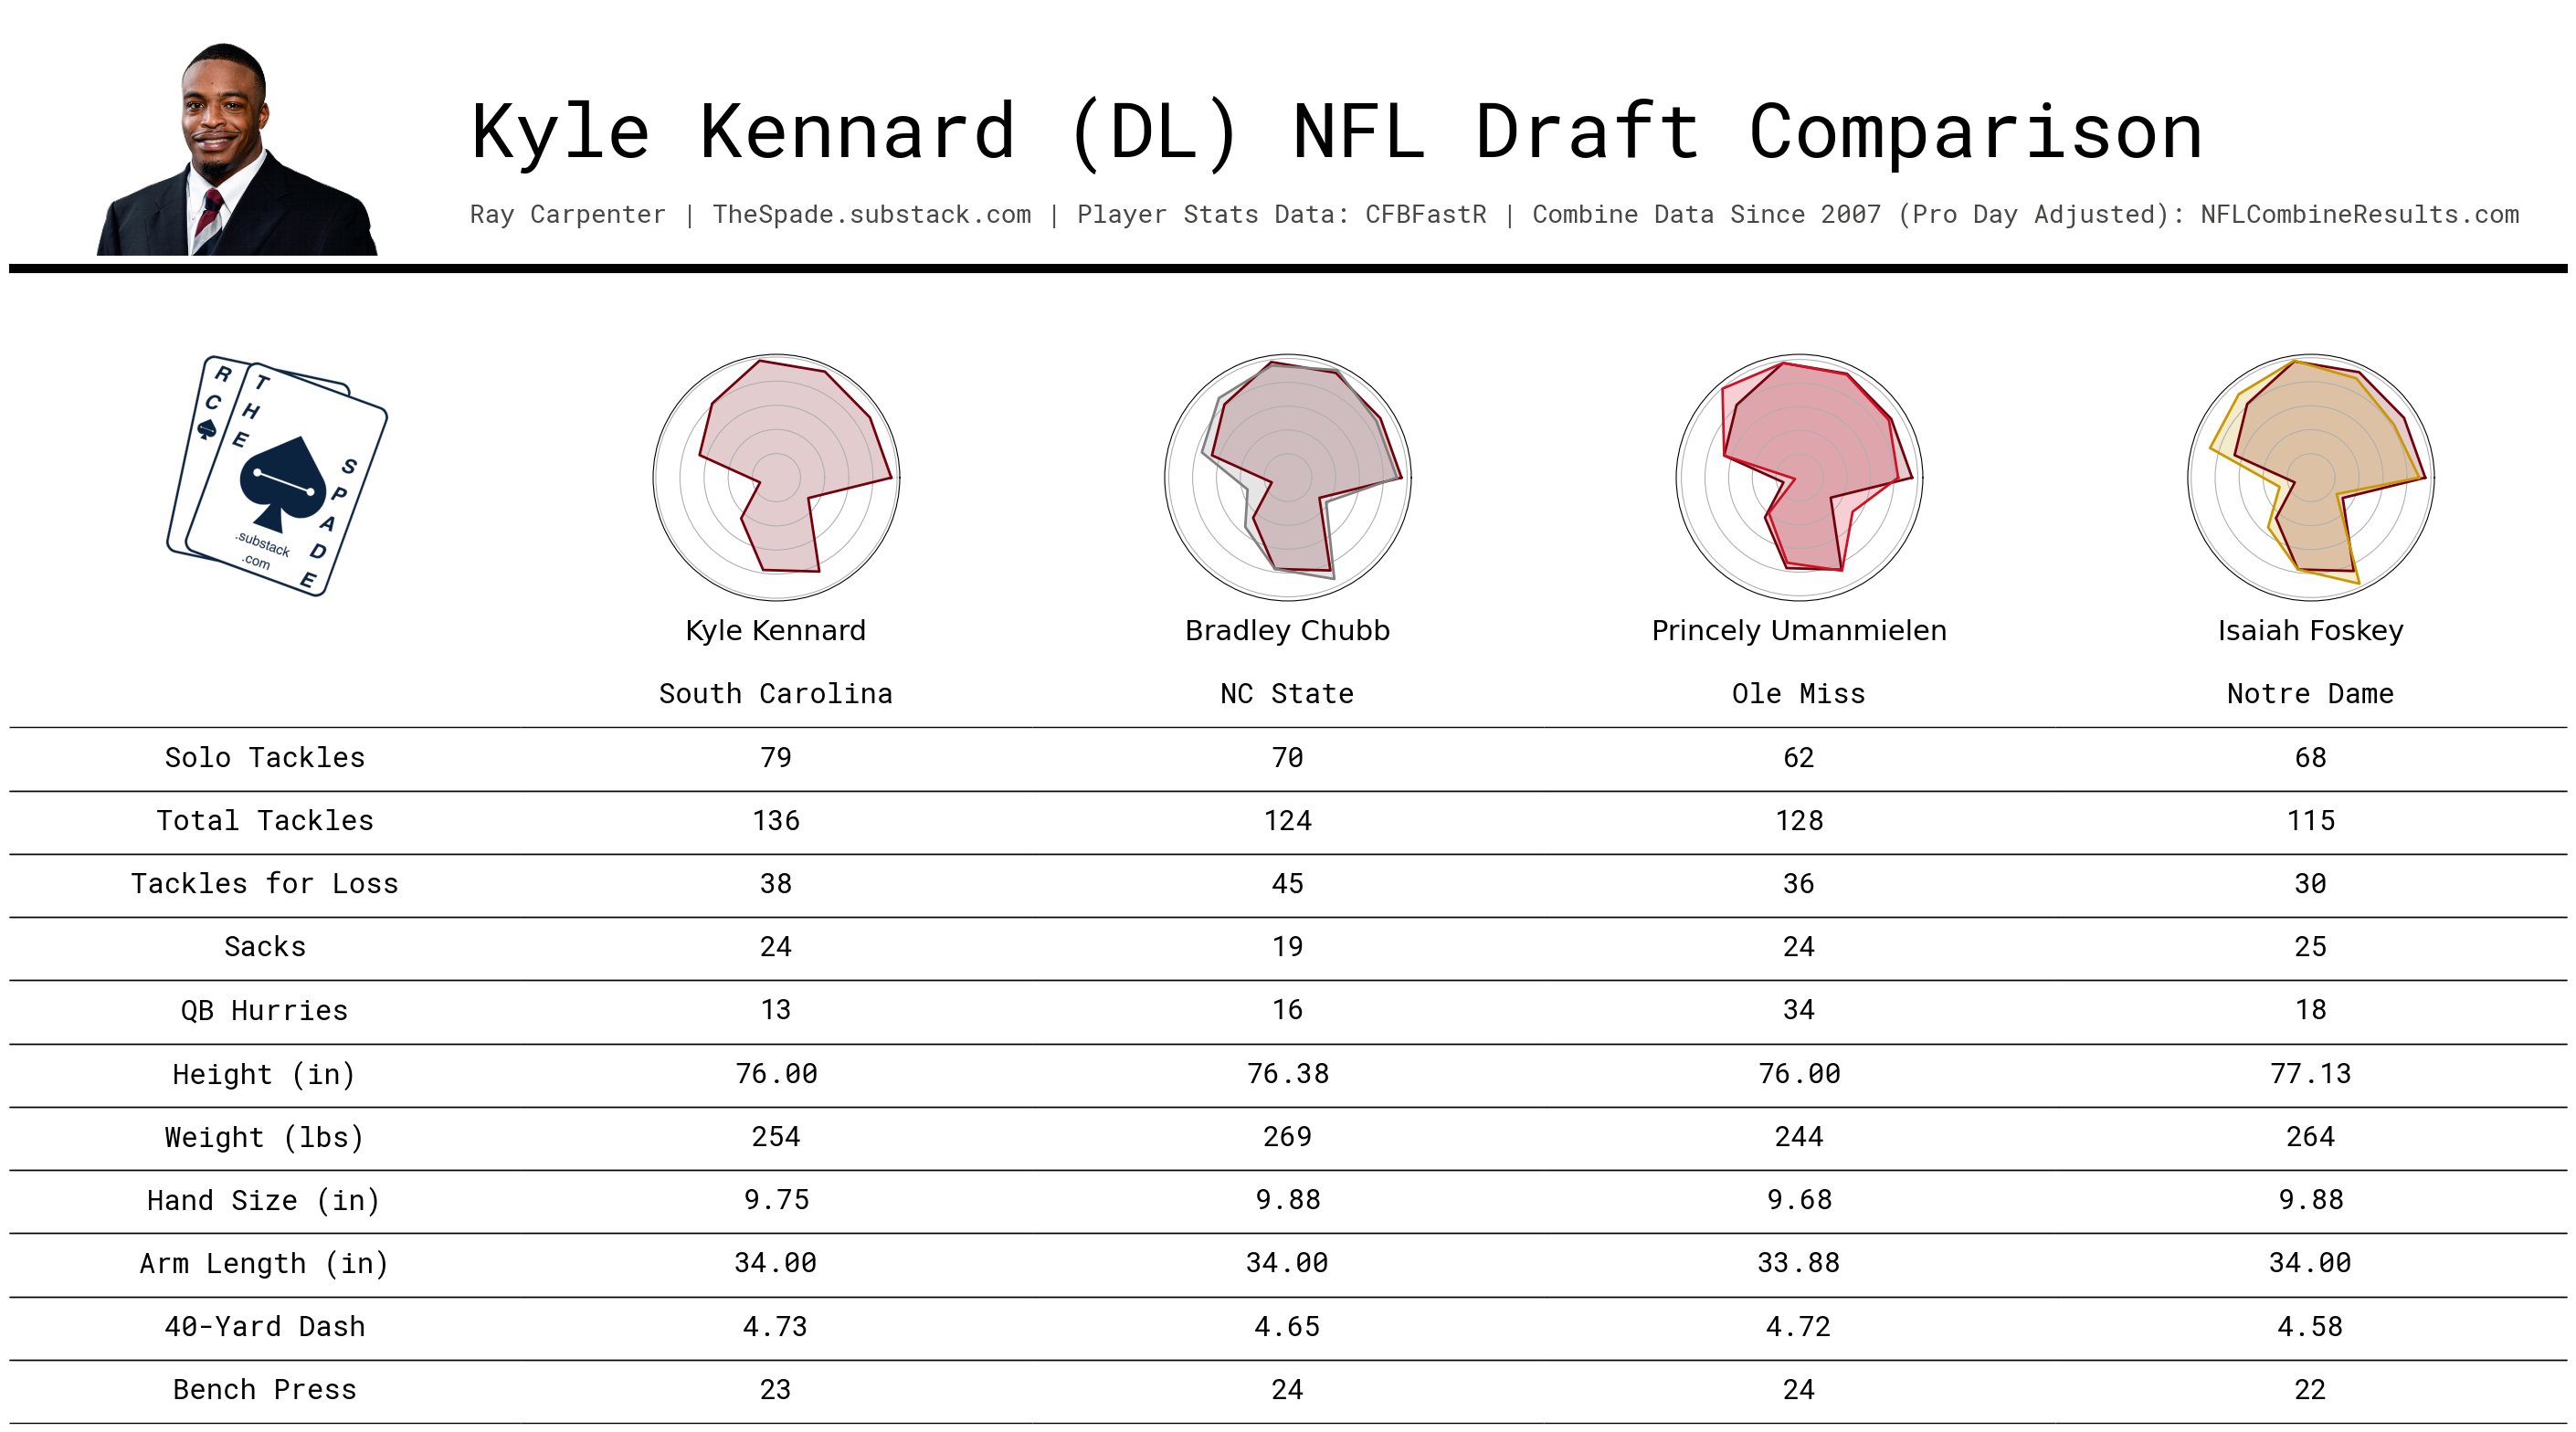 Kyle Kennard (DL) NFL Draft Comparison
Ray Carpenter | TheSpade.substack.com | Player Stats Data: CFBFastR | Combine Data Since 2007 (Pro Day Adjusted): NFLCombineResults.com
R C
THE
SPADE
.substack
.com
Kyle Kennard Bradley Chubb Princely Umanmielen Isaiah Foskey
South Carolina NC State Ole Miss Notre Dame
Solo Tackles 79 70 62 68
Total Tackles 136 124 128 115
Tackles for Loss 38 45 36 30
Sacks 24 19 24 25
QB Hurries 13 16 34 18
Height (in) 76.00 76.38 76.00 77.13
Weight (lbs) 254 269 244 264
Hand Size (in) 9.75 9.88 9.68 9.88
Arm Length (in) 34.00 34.00 33.88 34.00
40-Yard Dash 4.73 4.65 4.72 4.58
Bench Press 23 24 24 22